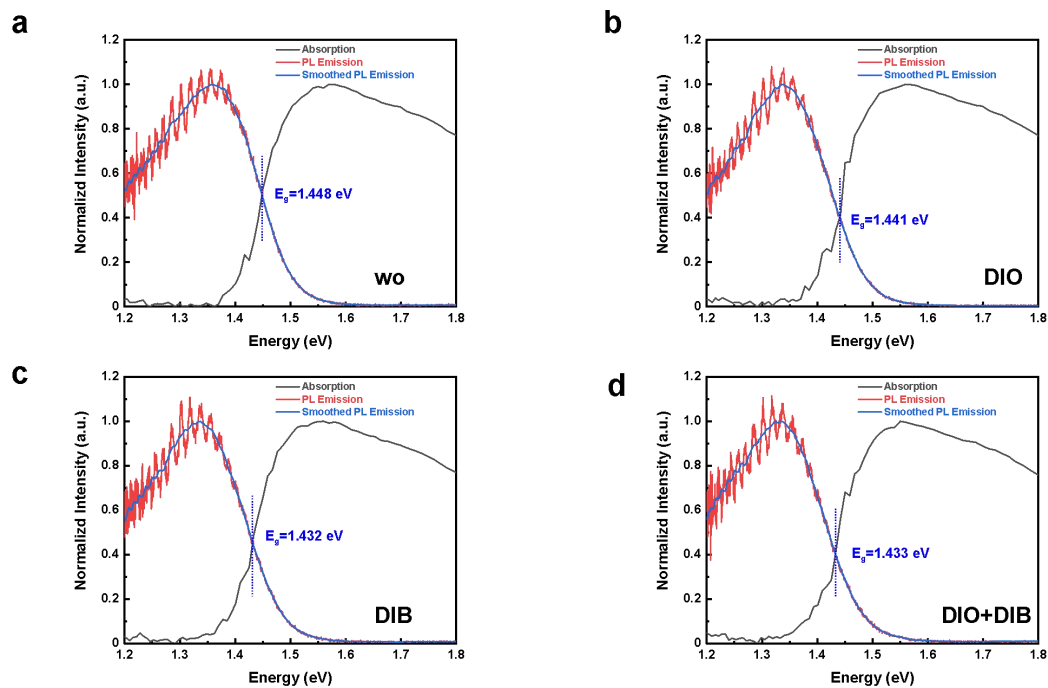 a
1.2
1.0
0.8
0.6
0.4
0.2
0
Normalizd Intensity (a.u.)
Absorption
PL Emission
Smoothed PL Emission
Eg=1.448 eV
wo
1.2 1.3 1.4 1.5 1.6 1.7 1.8
Energy (eV)
b
1.2
1.0
0.8
0.6
0.4
0.2
0
Normalizd Intensity (a.u.)
Absorption
PL Emission
Smoothed PL Emission
Eg=1.441 eV
DIO
1.2 1.3 1.4 1.5 1.6 1.7 1.8
Energy (eV)
c
1.2
1.0
0.8
0.6
0.4
0.2
0
Normalizd Intensity (a.u.)
Absorption
PL Emission
Smoothed PL Emission
Eg=1.432 eV
DIB
1.2 1.3 1.4 1.5 1.6 1.7 1.8
Energy (eV)
d
1.2
1.0
0.8
0.6
0.4
0.2
0
Normalizd Intensity (a.u.)
Absorption
PL Emission
Smoothed PL Emission
Eg=1.433 eV
DIO+DIB
1.2 1.3 1.4 1.5 1.6 1.7 1.8
Energy (eV)